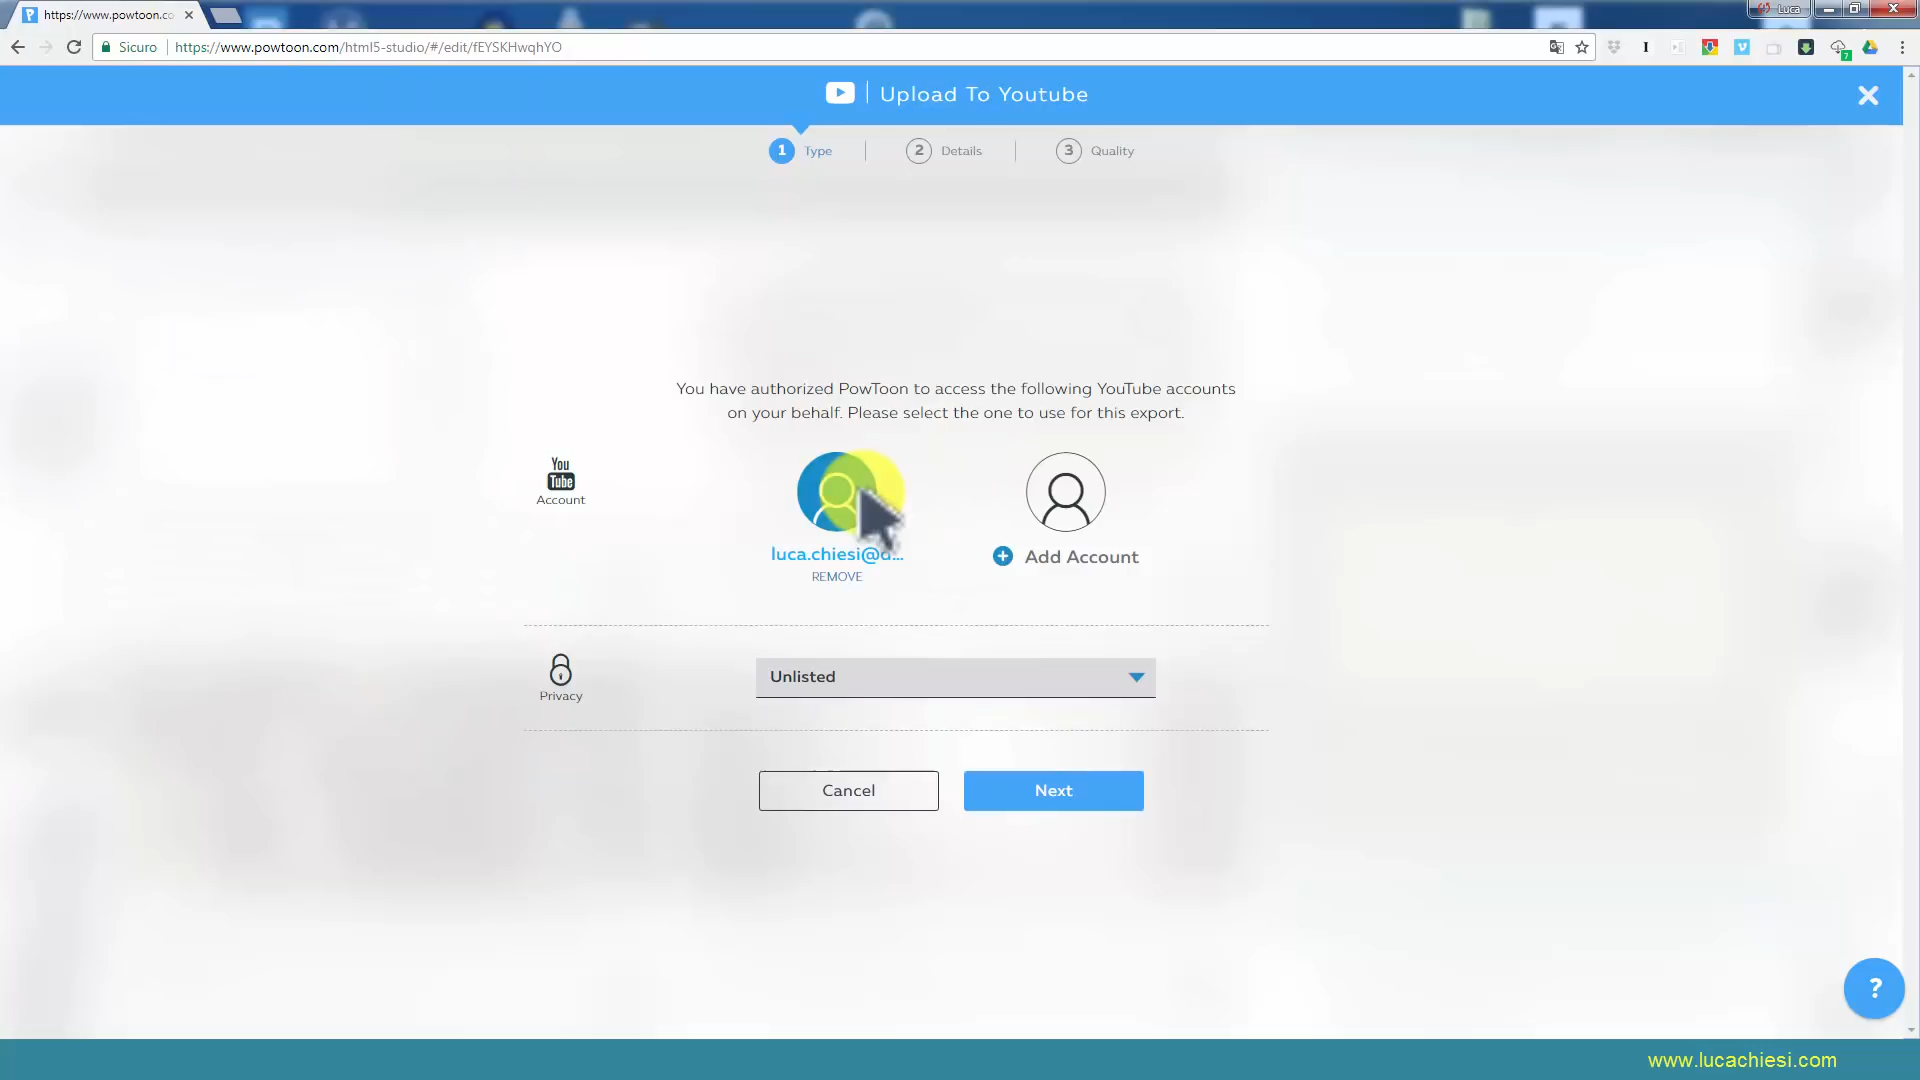 https://www.powtoon.co
Luca
Sicuro
https://www.powtoon.com/html5-studio/#/edit/fEYSKHwqhYO
7
Upload To Youtube
1 Type
2 Details
3 Quality
You have authorized PowToon to access the following YouTube accounts
on your behalf. Please select the one to use for this export.
You
Tube
Account
luca.chiesi@g...
REMOVE
Add Account
Privacy
Unlisted
Cancel
Next
?
www.lucachiesi.com